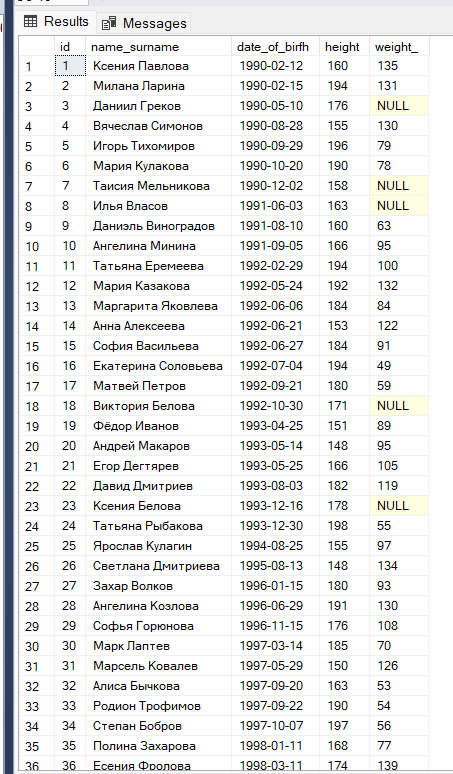 Results Messages
id name_surname date_of_birfh height weight_
1 1 Ксения Павлова 1990-02-12 160 135
2 2 Милана Ларина 1990-02-15 194 131
3 3 Даниил Греков 1990-05-10 176 NULL
4 4 Вячеслав Симонов 1990-08-28 155 130
5 5 Игорь Тихомиров 1990-09-29 196 79
6 6 Мария Кулакова 1990-10-20 190 78
7 7 Таисия Мельникова 1990-12-02 158 NULL
8 8 Илья Власов 1991-06-03 163 NULL
9 9 Даниэль Виноградов 1991-08-10 160 63
10 10 Ангелина Минина 1991-09-05 166 95
11 11 Татьяна Еремеева 1992-02-29 194 100
12 12 Мария Казакова 1992-05-24 192 132
13 13 Маргарита Яковлева 1992-06-06 184 84
14 14 Анна Алексеева 1992-06-21 153 122
15 15 София Васильева 1992-06-27 184 91
16 16 Екатерина Соловьева 1992-07-04 194 49
17 17 Матвей Петров 1992-09-21 180 59
18 18 Виктория Белова 1992-10-30 171 NULL
19 19 Фёдор Иванов 1993-04-25 151 89
20 20 Андрей Макаров 1993-05-14 148 95
21 21 Егор Дегтярев 1993-05-25 166 105
22 22 Давид Дмитриев 1993-08-03 182 119
23 23 Ксения Белова 1993-12-16 178 NULL
24 24 Татьяна Рыбакова 1993-12-30 198 55
25 25 Ярослав Кулагин 1994-08-25 155 97
26 26 Светлана Дмитриева 1995-08-13 148 134
27 27 Захар Волков 1996-01-15 180 93
28 28 Ангелина Козлова 1996-06-29 191 130
29 29 Софья Горюнова 1996-11-15 176 108
30 30 Марк Лаптев 1997-03-14 185 70
31 31 Марсель Ковалев 1997-05-29 150 126
32 32 Алиса Бычкова 1997-09-20 163 53
33 33 Родион Трофимов 1997-09-22 190 54
34 34 Степан Бобров 1997-10-07 197 56
35 35 Полина Захарова 1998-01-11 168 77
36 36 Есения Фролова 1998-03-11 174 139